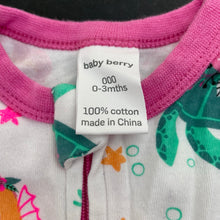 baby berry
000
0-3mths
100% cotton
made in China